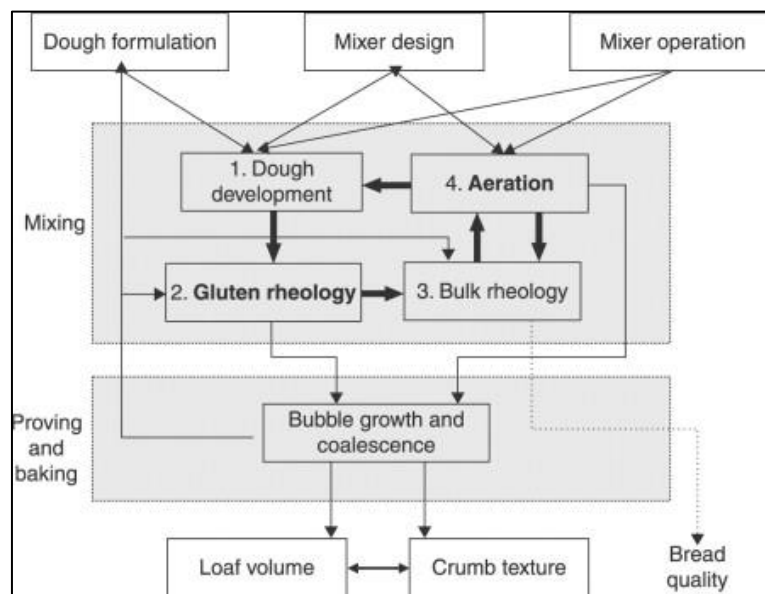 Dough formulation
Mixer design
Mixer operation
Mixing
1. Dough
development
4. Aeration
2. Gluten rheology
3. Bulk rheology
Proving
and
baking
Bubble growth and
coalescence
Loaf volume
Crumb texture
Bread
quality